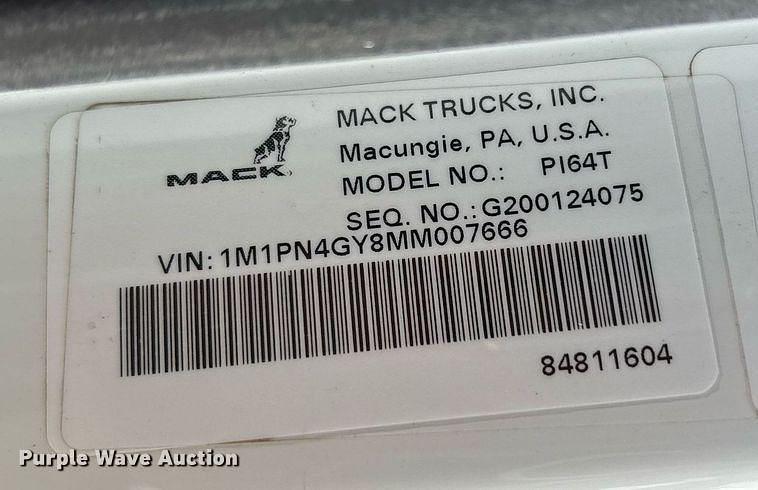 MACK TRUCKS, INC.
Macungie, PA, U.S.A.
MACK
MODEL NO.: PI64T
SEQ. NO.: G200124075
VIN: 1M1PN4GY8MM007666
84811604
Purple Wave Auction